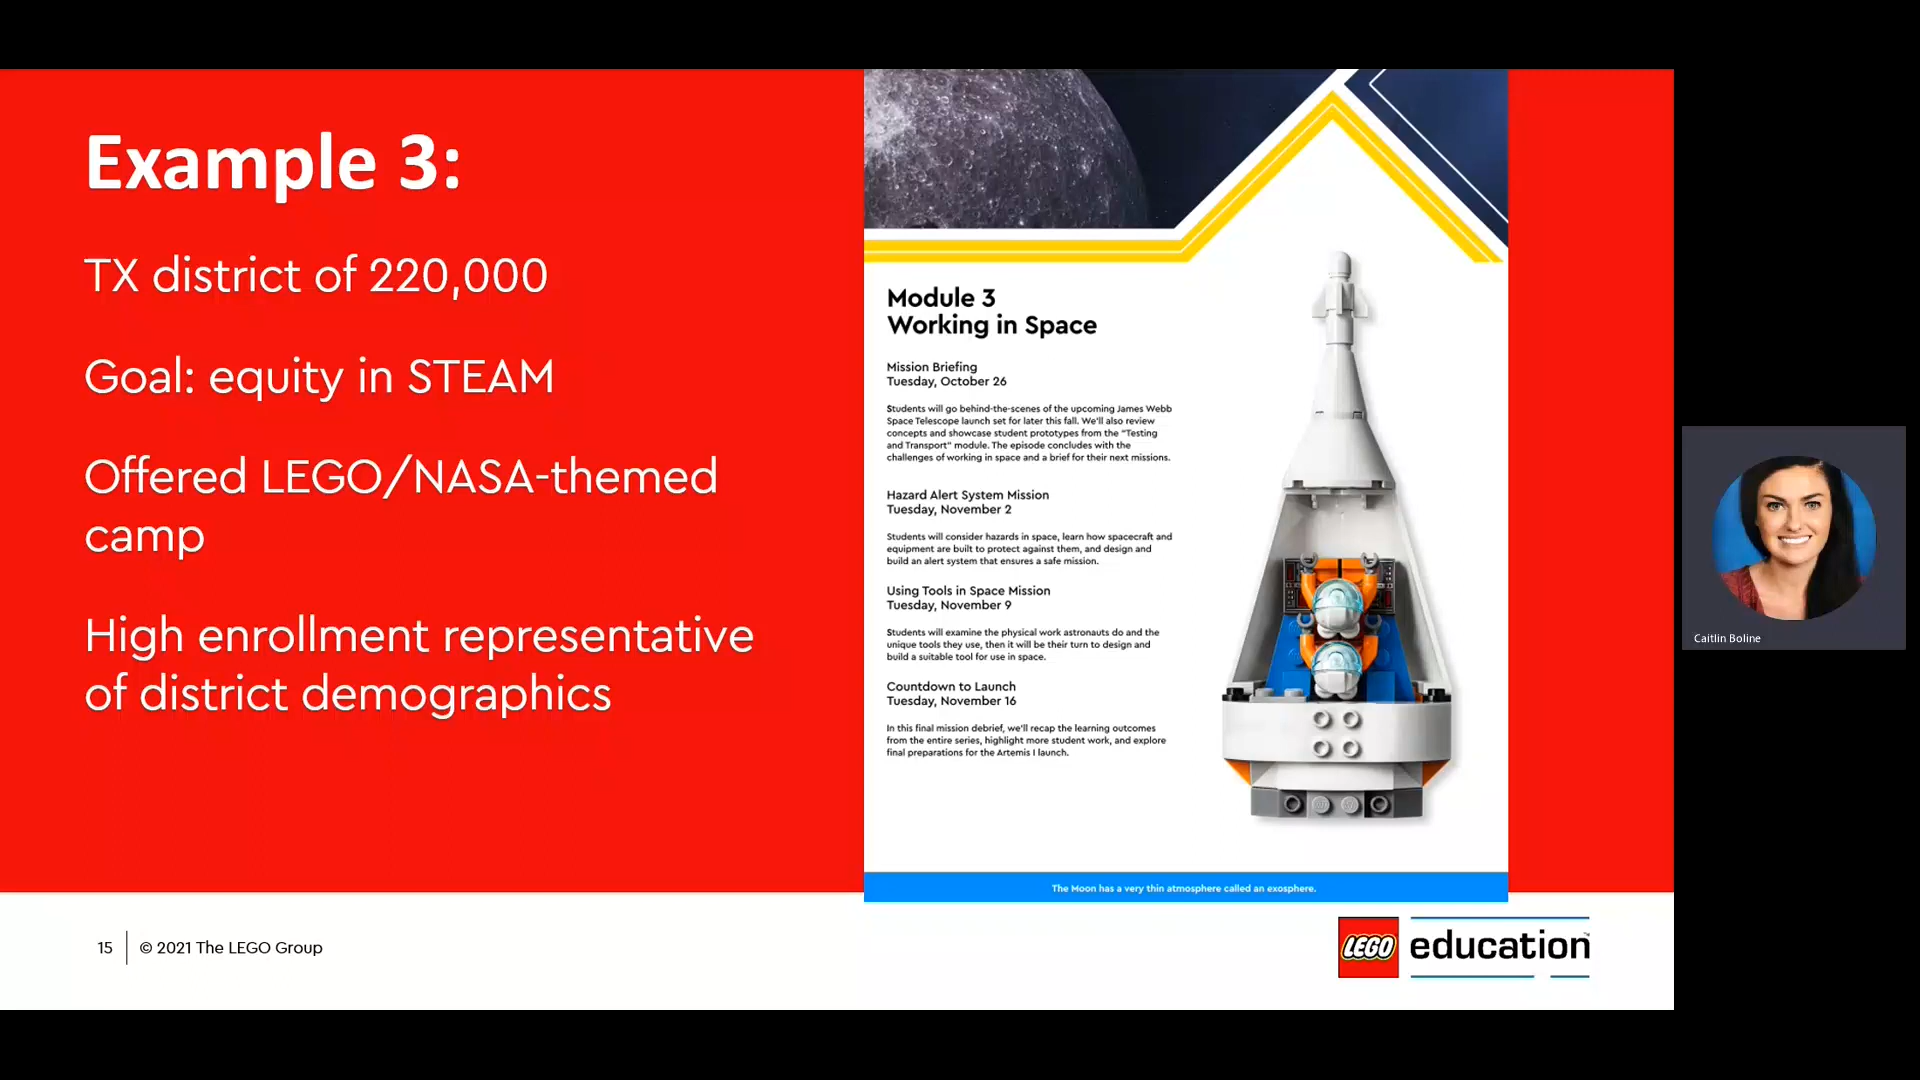 Example 3:
TX district of 220,000
Goal: equity in STEAM
Offered LEGO/NASA-themed
camp
High enrollment representative
of district demographics
Module 3
Working in Space
Mission Briefing
Tuesday, October 26
Students will go behind-the-scenes of the upcoming James Webb
Space Telescope launch set for later this fall. We'll also review
concepts and showcase student prototypes from the "Testing
and Transport" module. The episode concludes with the
challenges of working in space and a brief for their next missions.
Hazard Alert System Mission
Tuesday, November 2
Students will consider hazards in space, learn how spacecraft and
equipment are built to protect against them, and design and
build an alert system that ensures a safe mission.
Using Tools in Space Mission
Tuesday, November 9
Students will examine the physical work astronauts do and the
unique tools they use, then it will be their turn to design and
build a suitable tool for use in space.
Countdown to Launch
Tuesday, November 16
In this final mission debrief, we'll recap the learning outcomes
from the entire series, highlight more student work, and explore
final preparations for the Artemis I launch.
The Moon has a very thin atmosphere called an exosphere.
15 © 2021 The LEGO Group
LEGO education™
Caitlin Boline